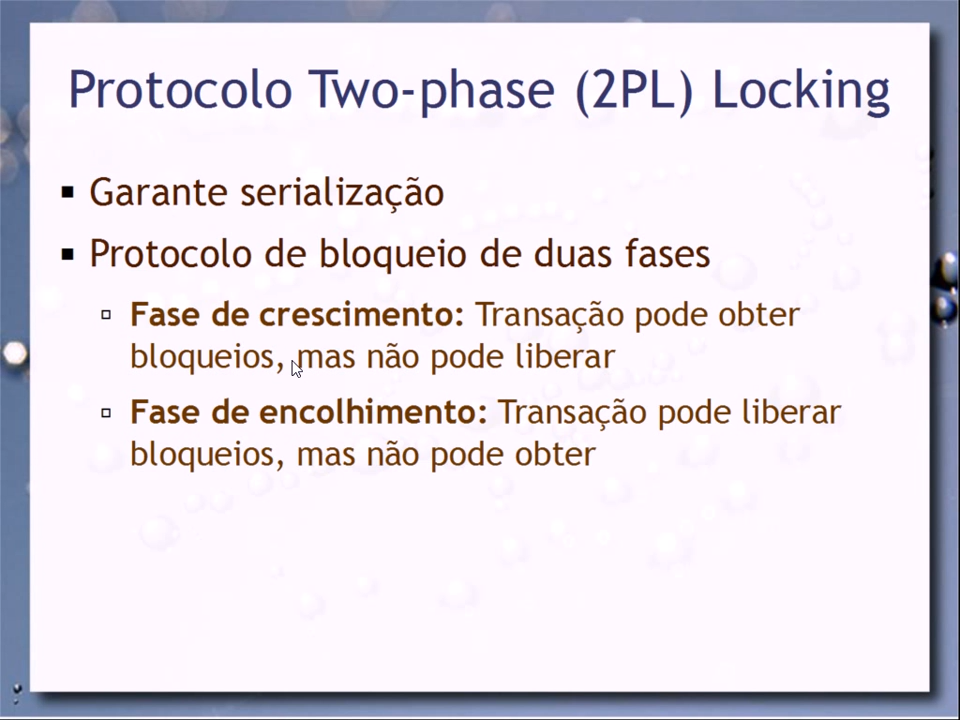 Protocolo Two-phase (2PL) Locking
Garante serialização
Protocolo de bloqueio de duas fases
Fase de crescimento: Transação pode obter
bloqueios, mas não pode liberar
Fase de encolhimento: Transação pode liberar
bloqueios, mas não pode obter